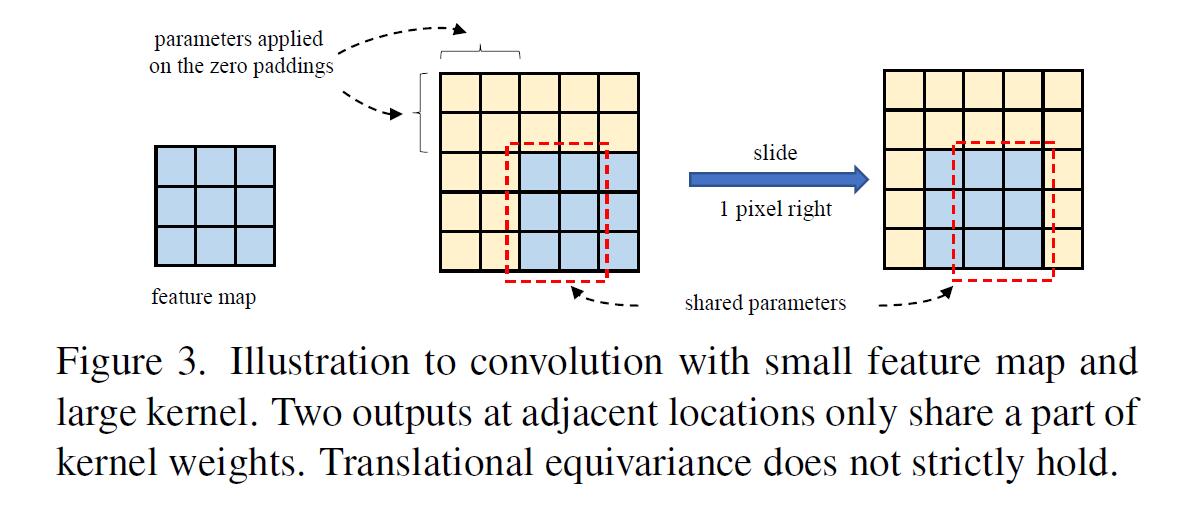 parameters applied
on the zero paddings
slide
1 pixel right
feature map
shared parameters
Figure 3. Illustration to convolution with small feature map and
large kernel. Two outputs at adjacent locations only share a part of
kernel weights. Translational equivariance does not strictly hold.